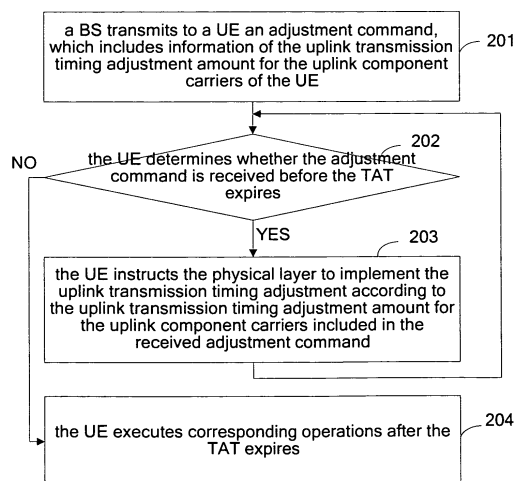 a BS transmits to a UE an adjustment command,
which includes information of the uplink transmission
timing adjustment amount for the uplink component
carriers of the UE
201
202
NO
the UE determines whether the adjustment
command is received before the TAT
expires
YES
203
the UE instructs the physical layer to implement the
uplink transmission timing adjustment according to
the uplink transmission timing adjustment amount for
the uplink component carriers included in the
received adjustment command
204
the UE executes corresponding operations after the
TAT expires